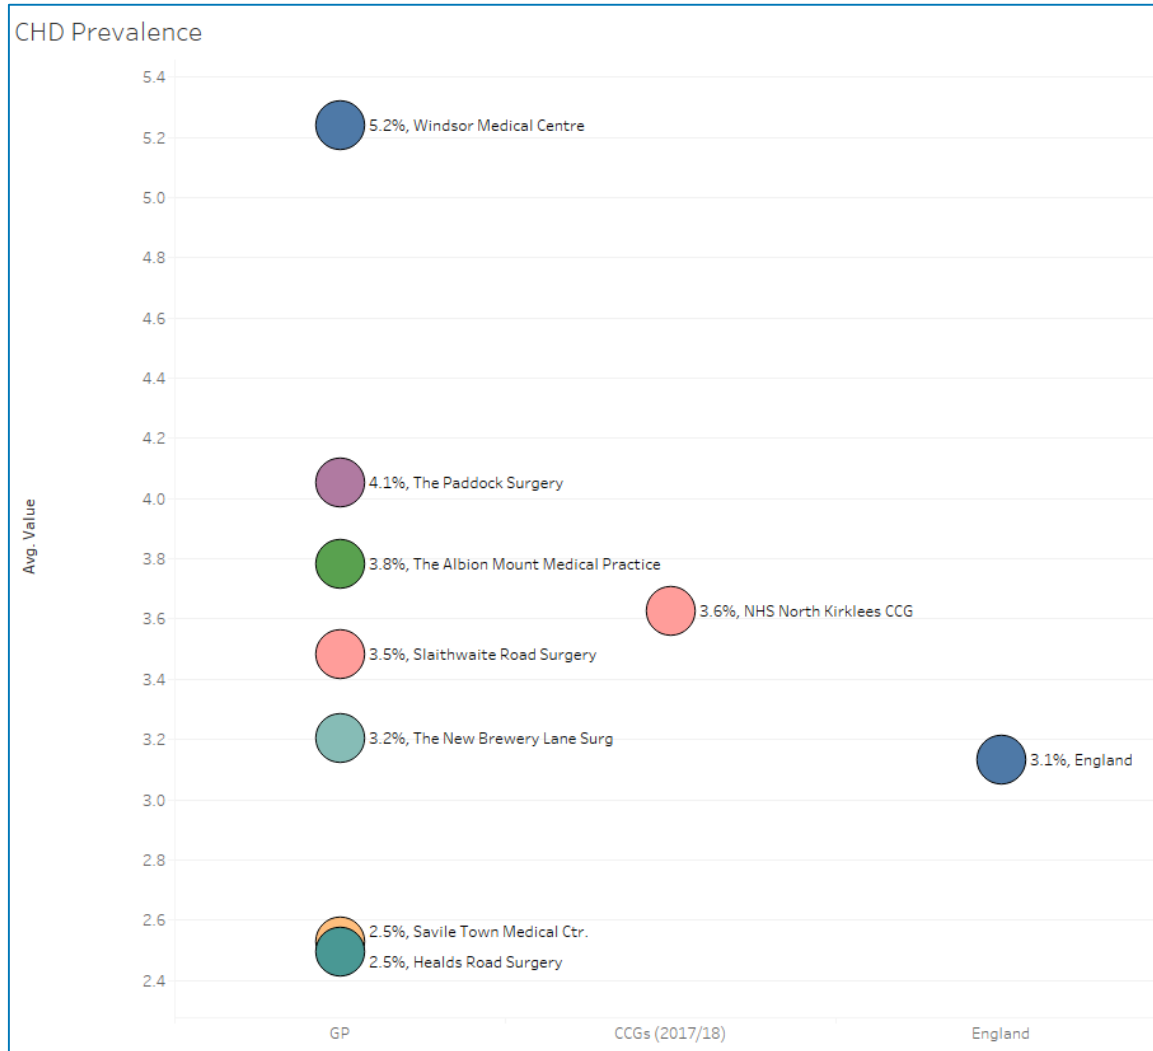 CHD Prevalence
5.4
5.2
5.0
4.8
4.6
4.4
4.2
4.0
3.8
3.6
3.4
3.2
3.0
2.8
2.6
2.4
Avg. Value
5.2%, Windsor Medical Centre
4.1%, The Paddock Surgery
3.8%, The Albion Mount Medical Practice
3.6%, NHS North Kirklees CCG
3.5%, Slaithwaite Road Surgery
3.2%, The New Brewery Lane Surg
3.1%, England
2.5%, Savile Town Medical Ctr.
2.5%, Healds Road Surgery
GP
CCGs (2017/18)
England